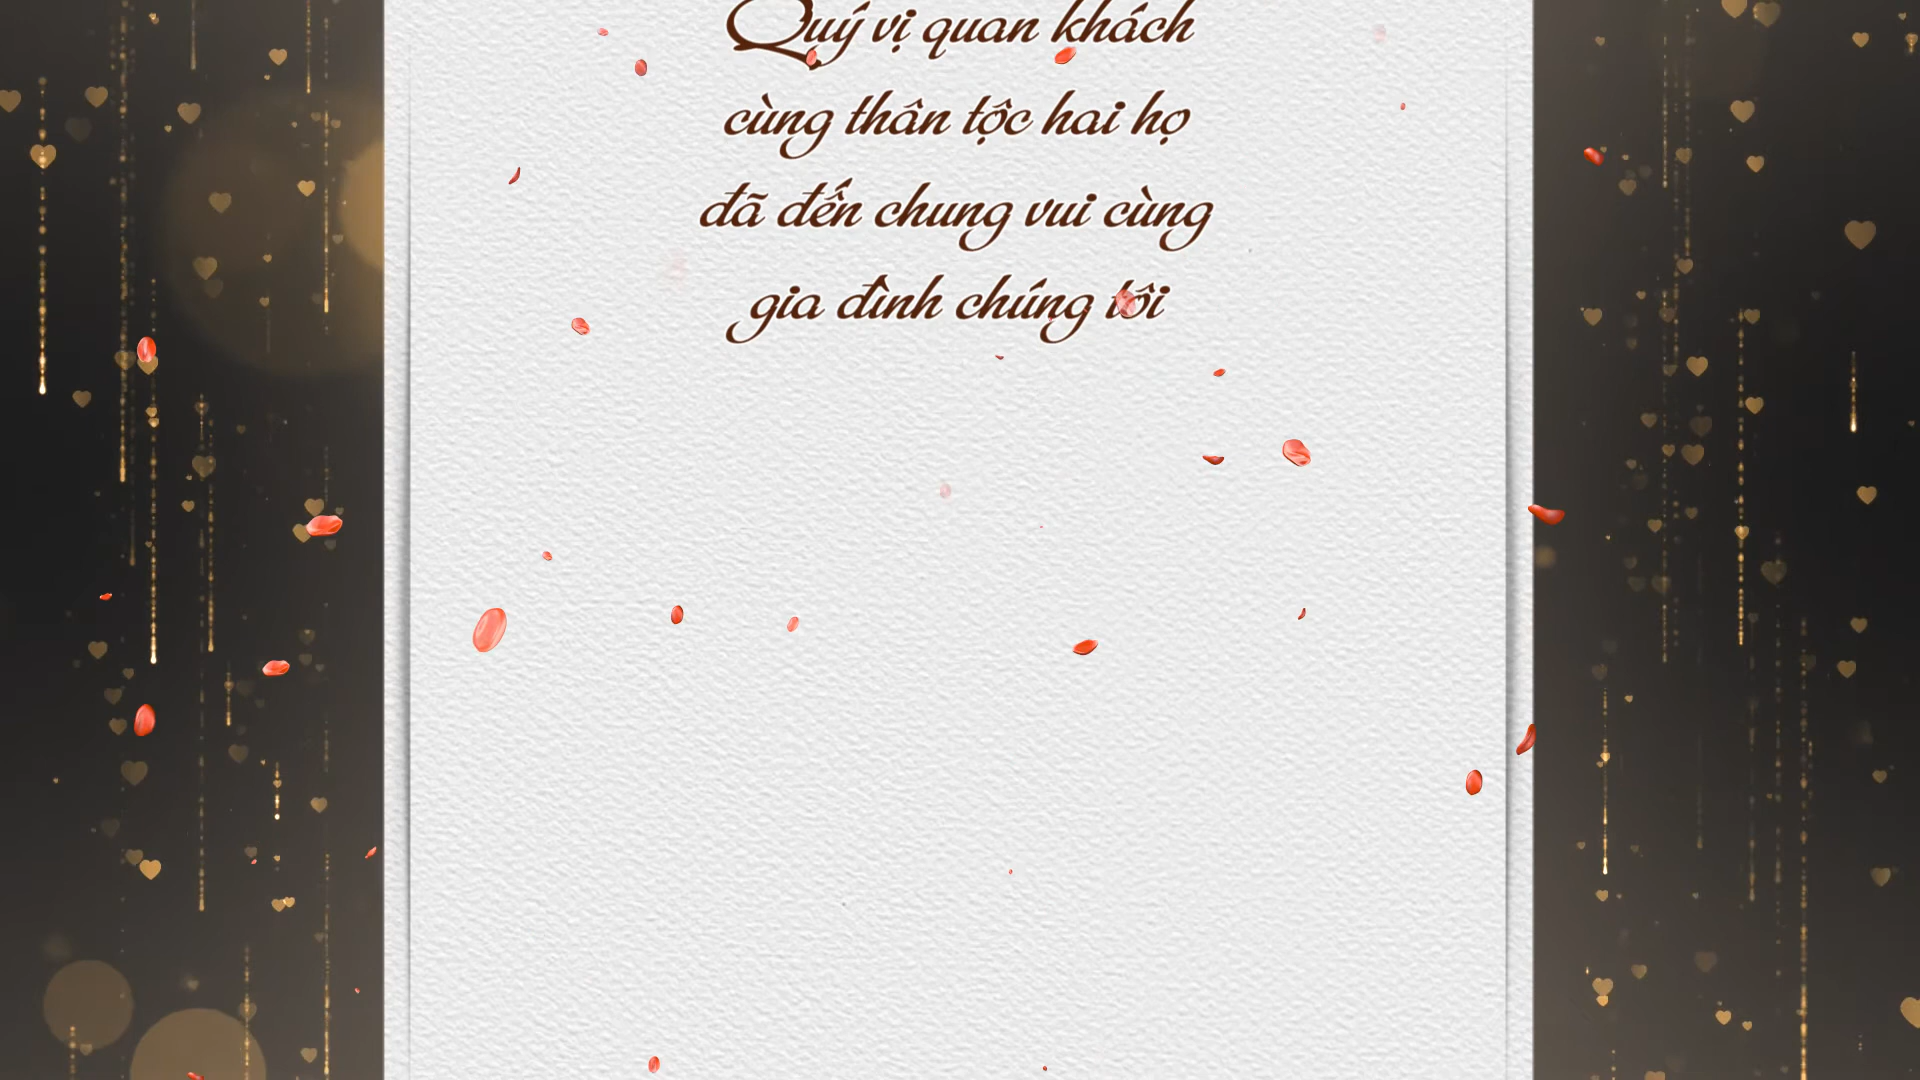 Quý vị quan khách
cùng thân tộc hai họ
đã đến chung vui cùng
gia đình chúng tôi